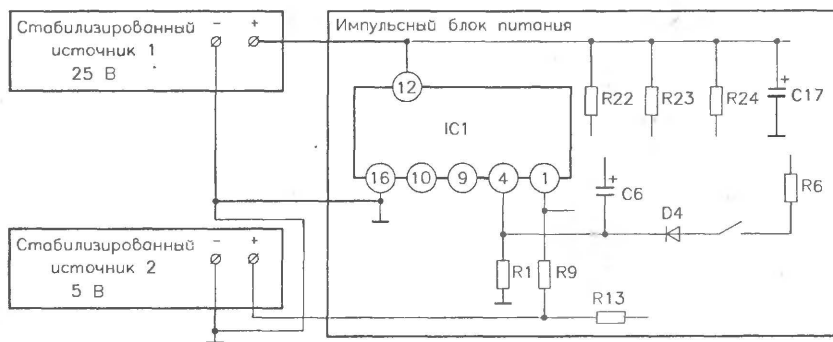 Стабилизированный
источник 1
25 В
- +
Импульсный блок питания
12
IC1
R22
R23
R24
+
C17
16
10
9
4
1
+
C6
R6
D4
Стабилизированный
источник 2
5 В
- +
R1
R9
R13